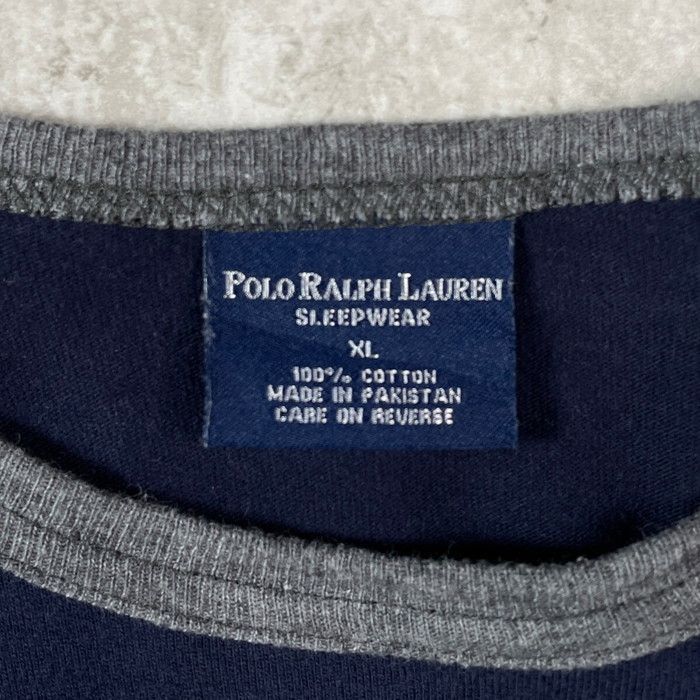 POLO RALPH LAUREN
SLEEPWEAR
XL
100% COTTON
MADE IN PAKISTAN
CARE ON REVERSE